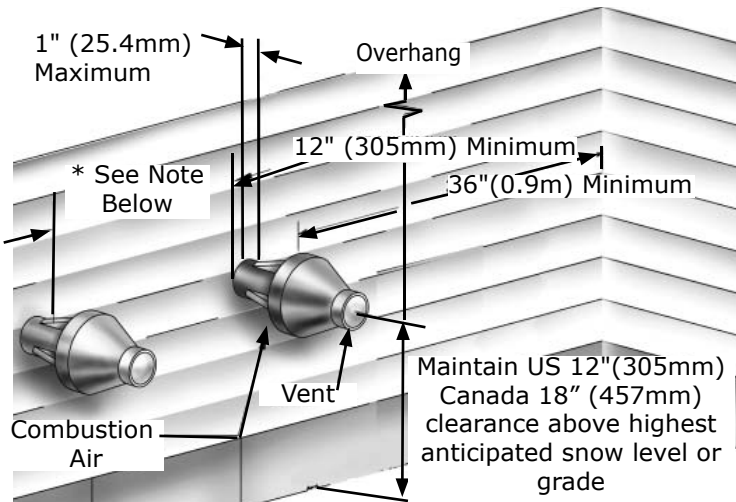 1" (25.4mm)
Maximum
Overhang
12" (305mm) Minimum
* See Note
Below
36"(0.9m) Minimum
Combustion
Air
Vent
Maintain US 12"(305mm)
Canada 18” (457mm)
clearance above highest
anticipated snow level or
grade